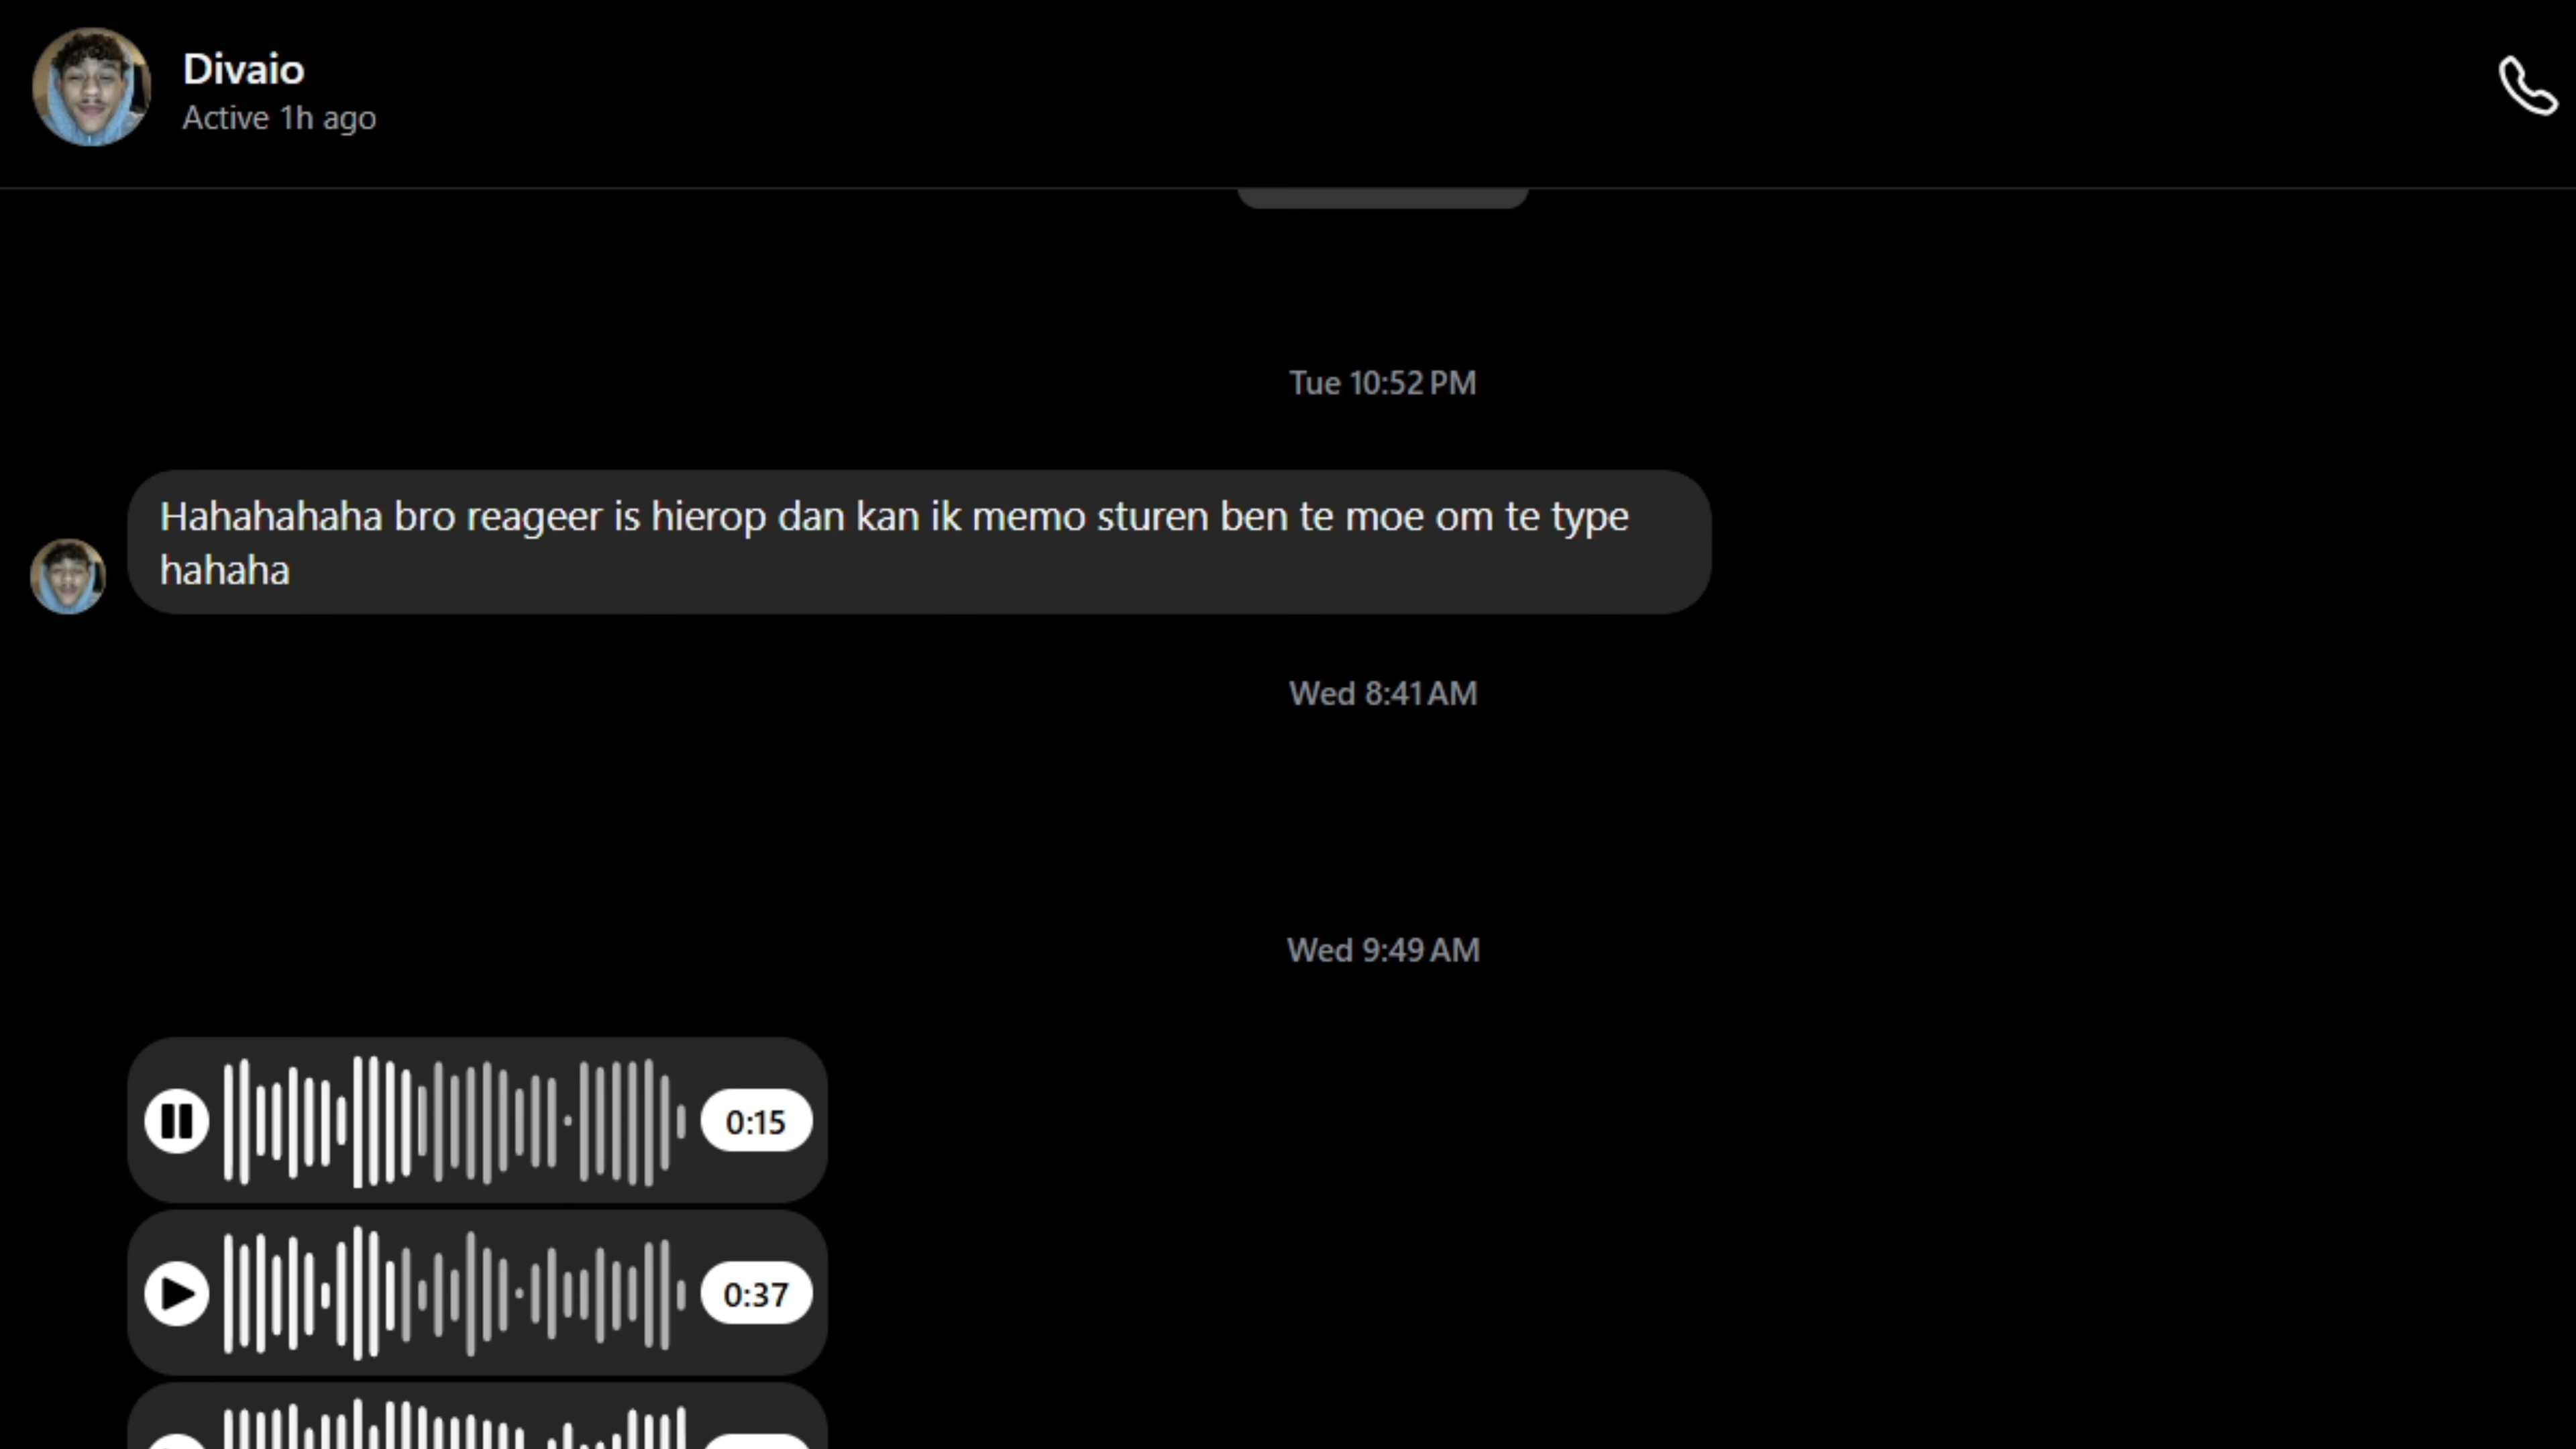 Divaio
Active 1h ago
Tue 10:52 PM
Hahahahaha bro reageer is hierop dan kan ik memo sturen ben te moe om te type
hahaha
Wed 8:41 AM
Wed 9:49 AM
0:15
0:37